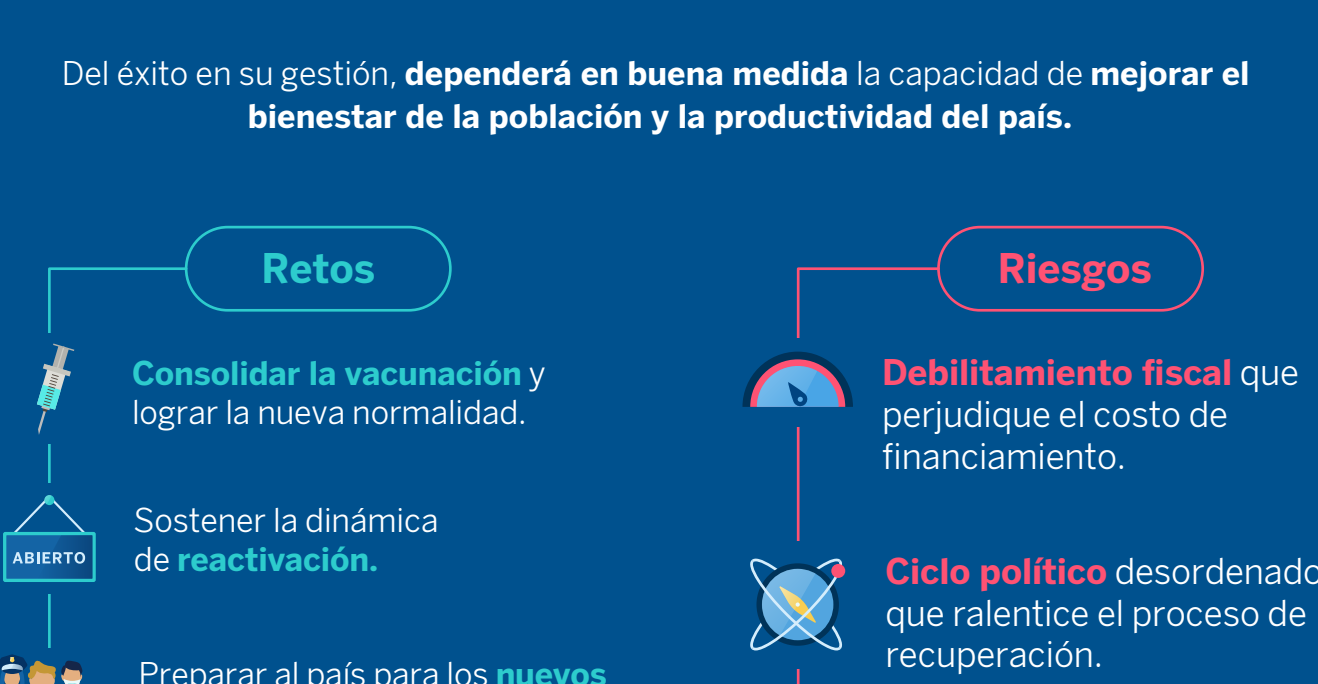 Del éxito en su gestión, dependerá en buena medida la capacidad de mejorar el
bienestar de la población y la productividad del país.
Retos
Consolidar la vacunación y
lograr la nueva normalidad.
ABIERTO
Sostener la dinámica
de reactivación.
Preparar al país para los nuevos
Riesgos
Debilitamiento fiscal que
perjudique el costo de
financiamiento.
Ciclo político desordenado
que ralentice el proceso de
recuperación.